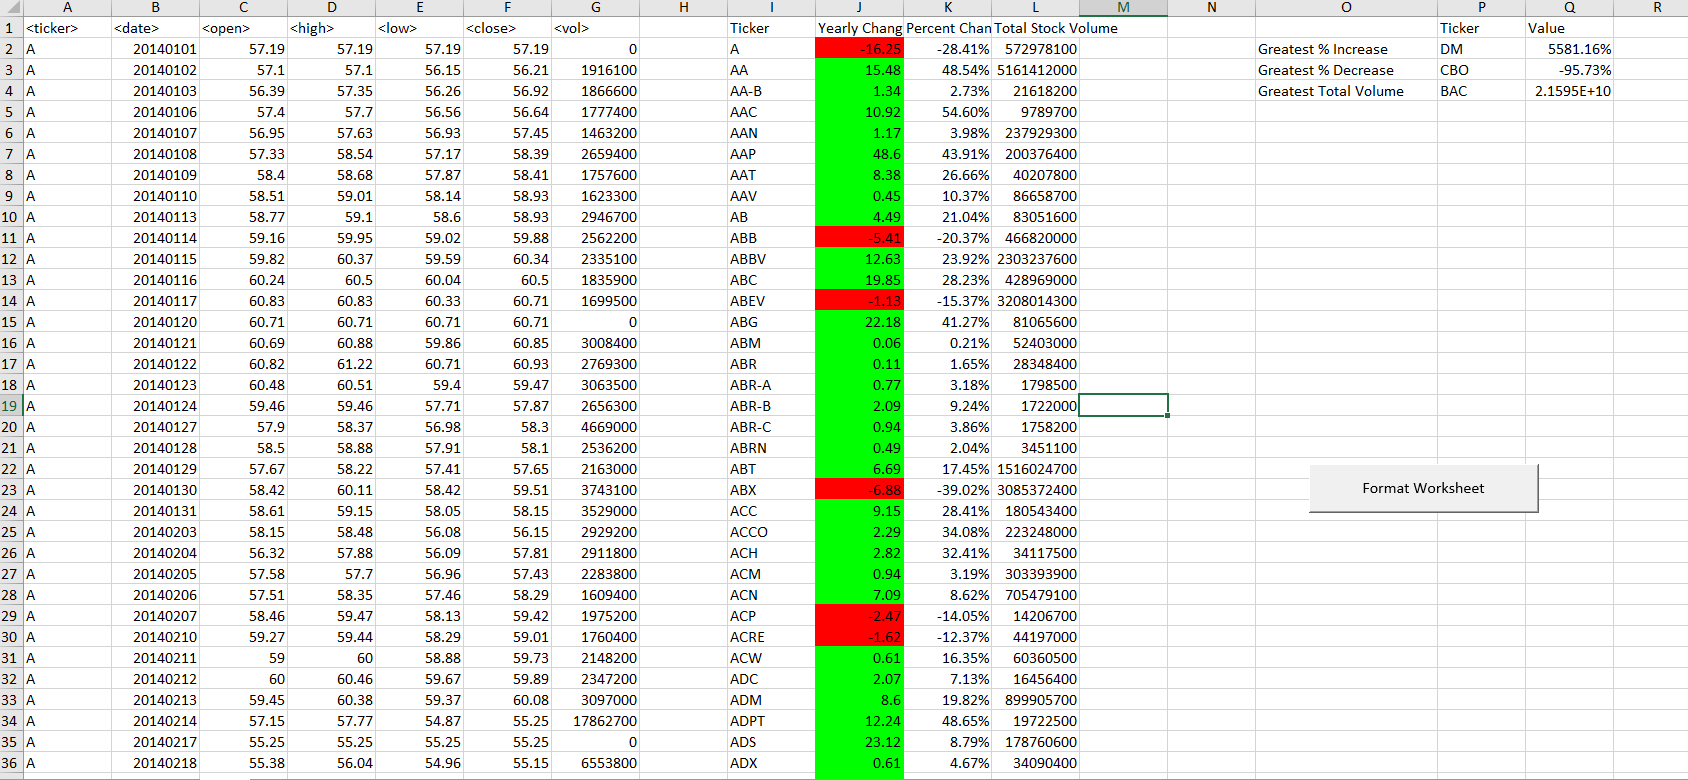 A B C D E F G H I J K L M N O P Q R
1 <ticker> <date> <open> <high> <low> <close> <vol> Ticker Yearly Chang Percent Chan Total Stock Volume Ticker Value
2 A 20140101 57.19 57.19 57.19 57.19 0 A -16.25 -28.41% 572978100 Greatest % Increase DM 5581.16%
3 A 20140102 57.1 57.1 56.15 56.21 1916100 AA 15.48 48.54% 5161412000 Greatest % Decrease CBO -95.73%
4 A 20140103 56.39 57.35 56.26 56.92 1866600 AA-B 1.34 2.73% 21618200 Greatest Total Volume BAC 2.1595E+10
5 A 20140106 57.4 57.7 56.56 56.64 1777400 AAC 10.92 54.60% 9789700
6 A 20140107 56.95 57.63 56.93 57.45 1463200 AAN 1.17 3.98% 237929300
7 A 20140108 57.33 58.54 57.17 58.39 2659400 AAP 48.6 43.91% 200376400
8 A 20140109 58.4 58.68 57.87 58.41 1757600 AAT 8.38 26.66% 40207800
9 A 20140110 58.51 59.01 58.14 58.93 1623300 AAV 0.45 10.37% 86658700
10 A 20140113 58.77 59.1 58.6 58.93 2946700 AB 4.49 21.04% 83051600
11 A 20140114 59.16 59.95 59.02 59.88 2562200 ABB -5.41 -20.37% 466820000
12 A 20140115 59.82 60.37 59.59 60.34 2335100 ABBV 12.63 23.92% 2303237600
13 A 20140116 60.24 60.5 60.04 60.5 1835900 ABC 19.85 28.23% 428969000
14 A 20140117 60.83 60.83 60.33 60.71 1699500 ABEV -1.13 -15.37% 3208014300
15 A 20140120 60.71 60.71 60.71 60.71 0 ABG 22.18 41.27% 81065600
16 A 20140121 60.69 60.88 59.86 60.85 3008400 ABM 0.06 0.21% 52403000
17 A 20140122 60.82 61.22 60.71 60.93 2769300 ABR 0.11 1.65% 28348400
18 A 20140123 60.48 60.51 59.4 59.47 3063500 ABR-A 0.77 3.18% 1798500
19 A 20140124 59.46 59.46 57.71 57.87 2656300 ABR-B 2.09 9.24% 1722000
20 A 20140127 57.9 58.37 56.98 58.3 4669000 ABR-C 0.94 3.86% 1758200
21 A 20140128 58.5 58.88 57.91 58.1 2536200 ABRN 0.49 2.04% 3451100
22 A 20140129 57.67 58.22 57.41 57.65 2163000 ABT 6.69 17.45% 1516024700
23 A 20140130 58.42 60.11 58.42 59.51 3743100 ABX -6.88 -39.02% 3085372400 Format Worksheet
24 A 20140131 58.61 59.15 58.05 58.15 3529000 ACC 9.15 28.41% 180543400
25 A 20140203 58.15 58.48 56.08 56.15 2929200 ACCO 2.29 34.08% 223248000
26 A 20140204 56.32 57.88 56.09 57.81 2911800 ACH 2.82 32.41% 34117500
27 A 20140205 57.58 57.7 56.96 57.43 2283800 ACM 0.94 3.19% 303393900
28 A 20140206 57.51 58.35 57.46 58.29 1609400 ACN 7.09 8.62% 705479100
29 A 20140207 58.46 59.47 58.13 59.42 1975200 ACP -2.47 -14.05% 14206700
30 A 20140210 59.27 59.44 58.29 59.01 1760400 ACRE -1.62 -12.37% 44197000
31 A 20140211 59 60 58.88 59.73 2148200 ACW 0.61 16.35% 60360500
32 A 20140212 60 60.46 59.67 59.89 2347200 ADC 2.07 7.13% 16456400
33 A 20140213 59.45 60.38 59.37 60.08 3097000 ADM 8.6 19.82% 899905700
34 A 20140214 57.15 57.77 54.87 55.25 17862700 ADPT 12.24 48.65% 19722500
35 A 20140217 55.25 55.25 55.25 55.25 0 ADS 23.12 8.79% 178760600
36 A 20140218 55.38 56.04 54.96 55.15 6553800 ADX 0.61 4.67% 34090400